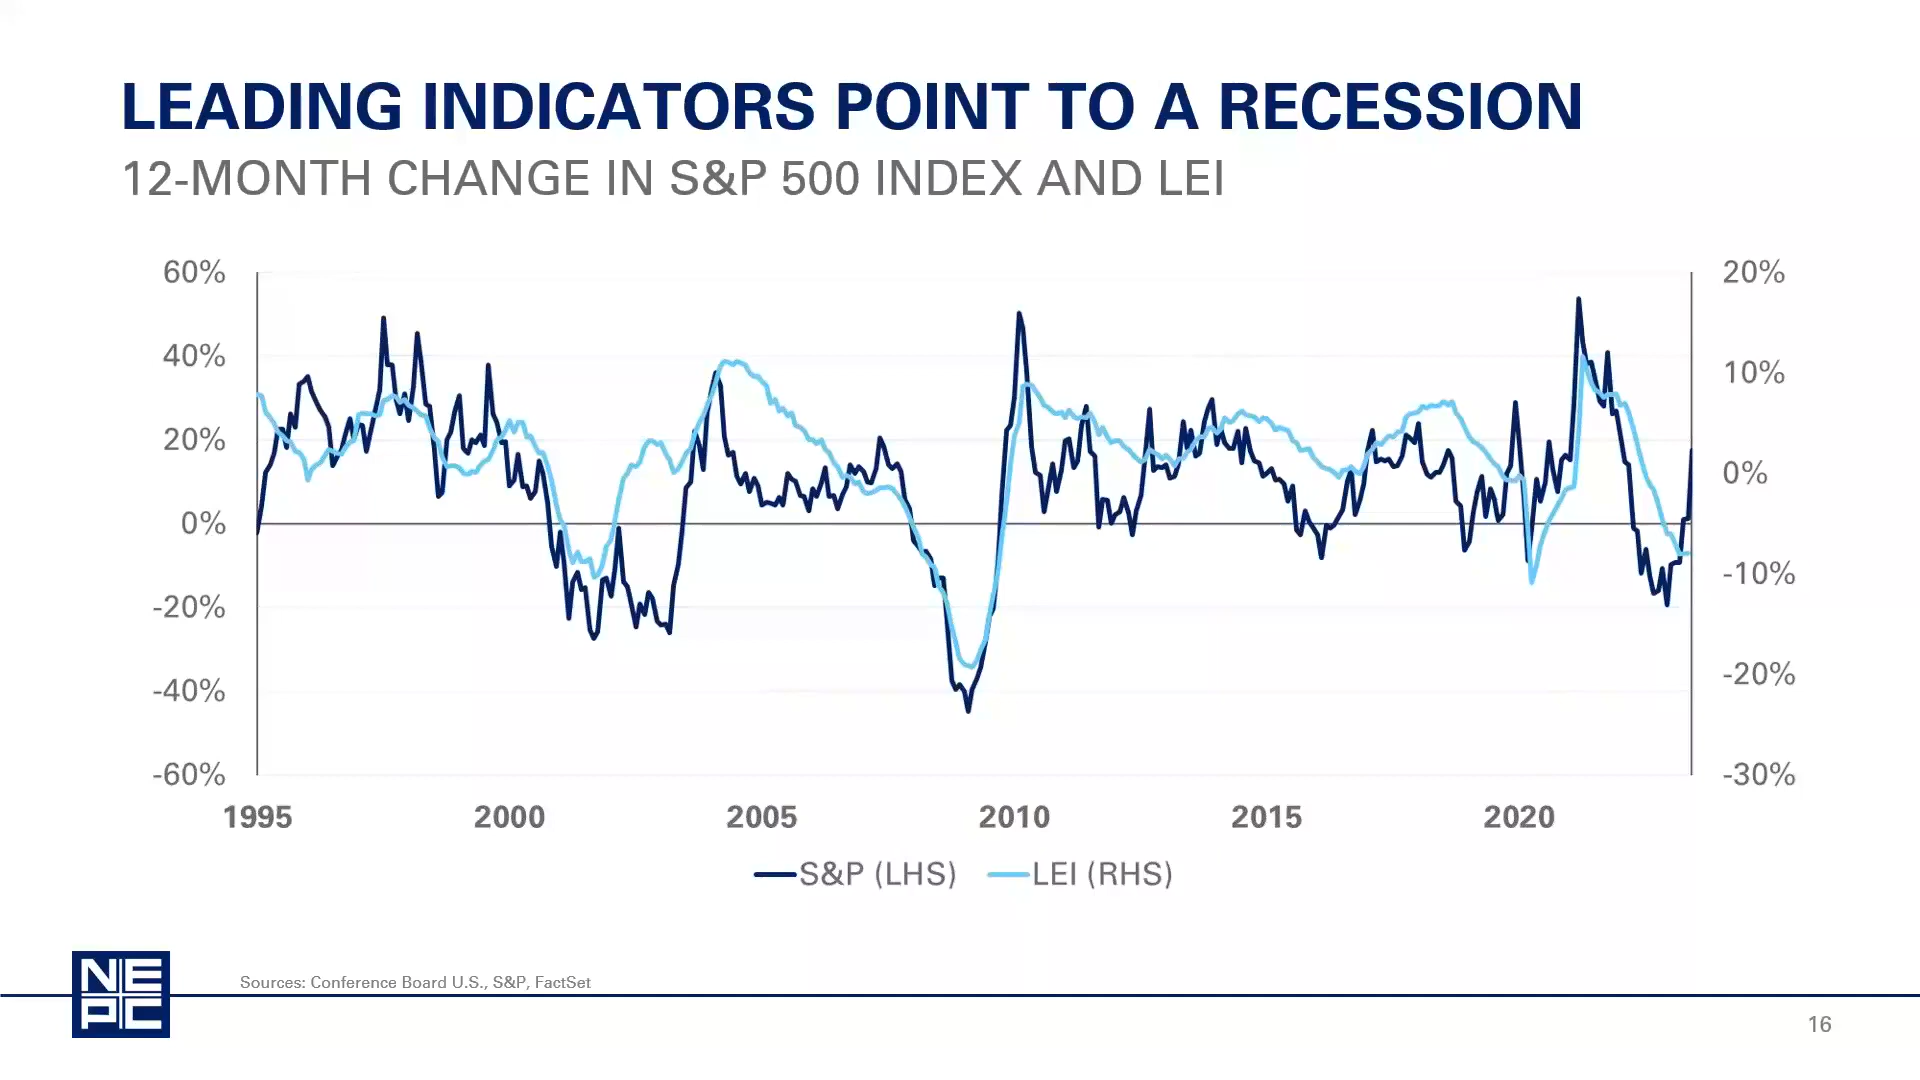 LEADING INDICATORS POINT TO A RECESSION
12-MONTH CHANGE IN S&P 500 INDEX AND LEI
60%
40%
20%
0%
-20%
-40%
-60%
20%
10%
0%
-10%
-20%
-30%
1995 2000 2005 2010 2015 2020
S&P (LHS) LEI (RHS)
NE
PC
Sources: Conference Board U.S., S&P, FactSet
16